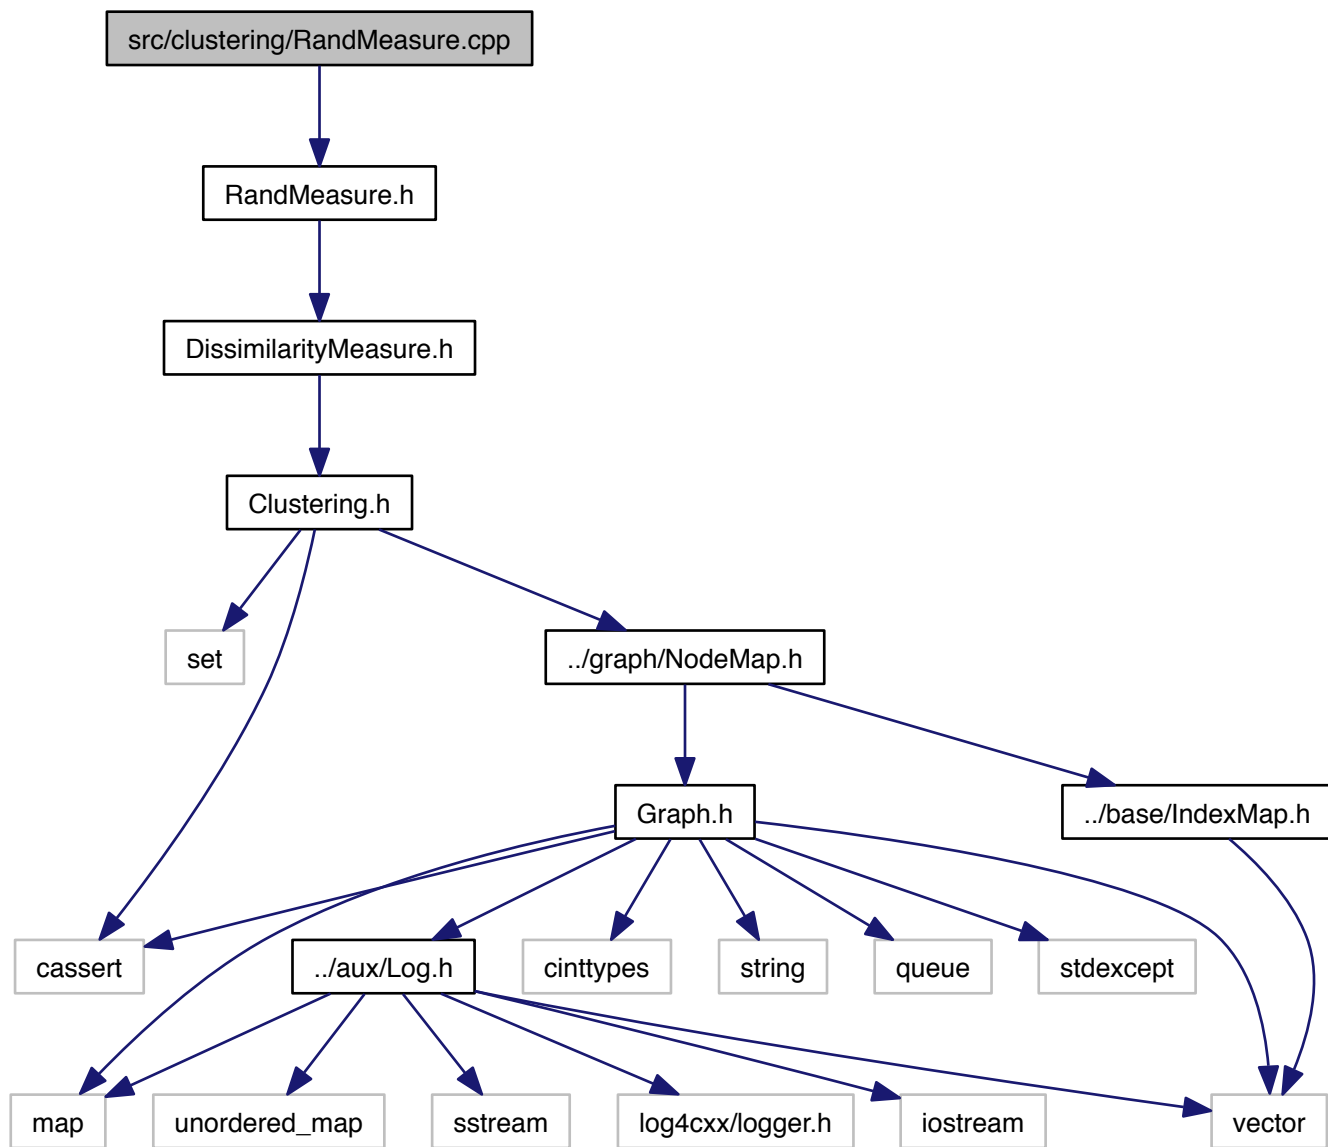 src/clustering/RandMeasure.cpp
RandMeasure.h
DissimilarityMeasure.h
Clustering.h
set
../graph/NodeMap.h
Graph.h
../base/IndexMap.h
cassert
../aux/Log.h
cinttypes
string
queue
stdexcept
map
unordered_map
sstream
log4cxx/logger.h
iostream
vector